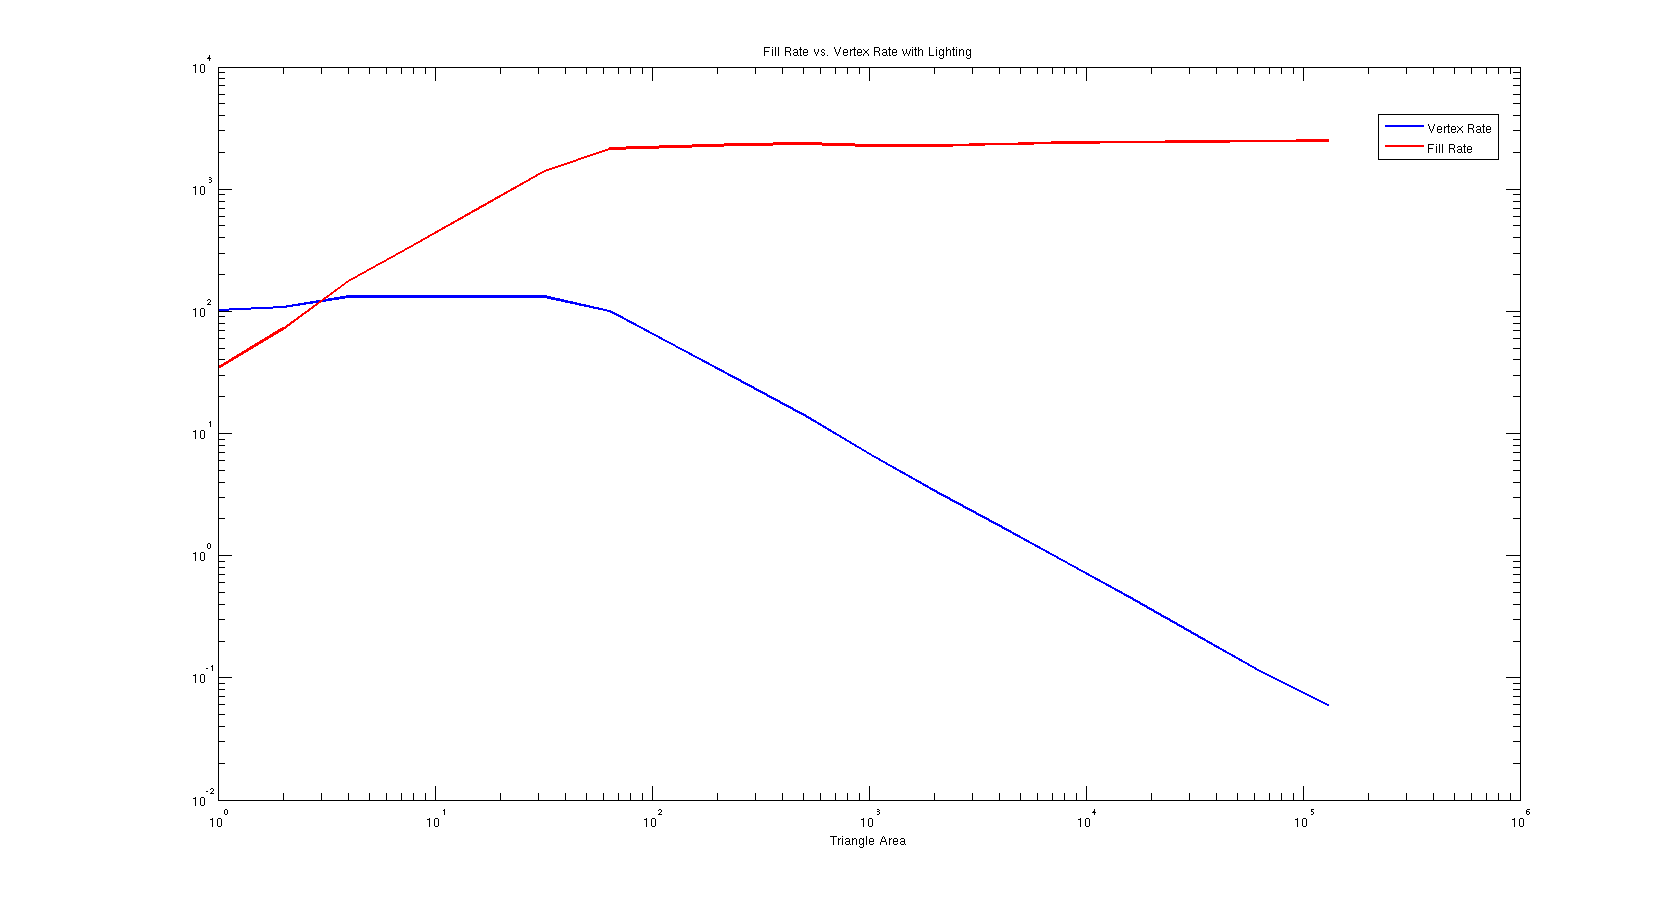 Fill Rate vs. Vertex Rate with Lighting
10^4
10^3
10^2
10^1
10^0
10^-1
10^-2
Vertex Rate
Fill Rate
10^0 10^1 10^2 10^3 10^4 10^5 10^6
Triangle Area